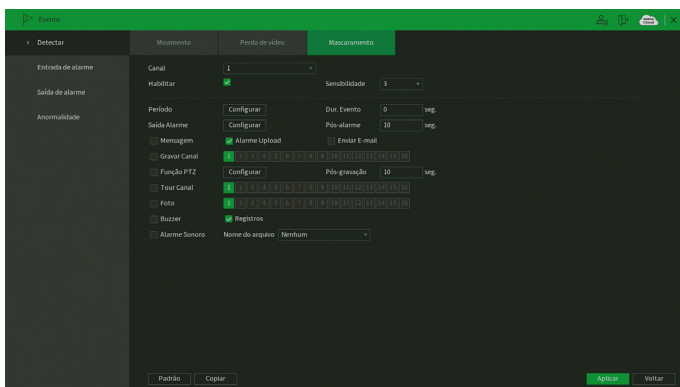 Evento
intelbras Cloud
Detectar
Entrada de alarme
Saída de alarme
Anormalidade
Movimento Perda de vídeo Mascaramento
Canal 1
Habilitar Sensibilidade 3
Período Configurar Dur. Evento 0 seg.
Saída Alarme Configurar Pós-alarme 10 seg.
Mensagem Alarme Upload Enviar E-mail
Gravar Canal 1 2 3 4 5 6 7 8 9 10 11 12 13 14 15 16
Função PTZ Configurar Pós-gravação 10 seg.
Tour Canal 1 2 3 4 5 6 7 8 9 10 11 12 13 14 15 16
Foto 1 2 3 4 5 6 7 8 9 10 11 12 13 14 15 16
Buzzer Registros
Alarme Sonoro Nome do arquivo Nenhum
Padrão Copiar Aplicar Voltar